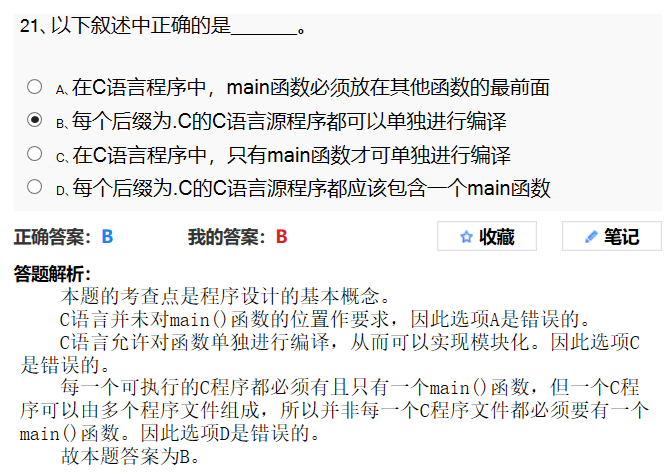 21、以下叙述中正确的是______。
A、在C语言程序中，main函数必须放在其他函数的最前面
B、每个后缀为.C的C语言源程序都可以单独进行编译
C、在C语言程序中，只有main函数才可单独进行编译
D、每个后缀为.C的C语言源程序都应该包含一个main函数
正确答案：B 我的答案：B 收藏 笔记
答题解析：
本题的考查点是程序设计的基本概念。
C语言并未对main()函数的位置作要求，因此选项A是错误的。
C语言允许对函数单独进行编译，从而可以实现模块化。因此选项C
是错误的。
每一个可执行的C程序都必须有且只有一个main()函数，但一个C程
序可以由多个程序文件组成，所以并非每一个C程序文件都必须要有一个
main()函数。因此选项D是错误的。
故本题答案为B。